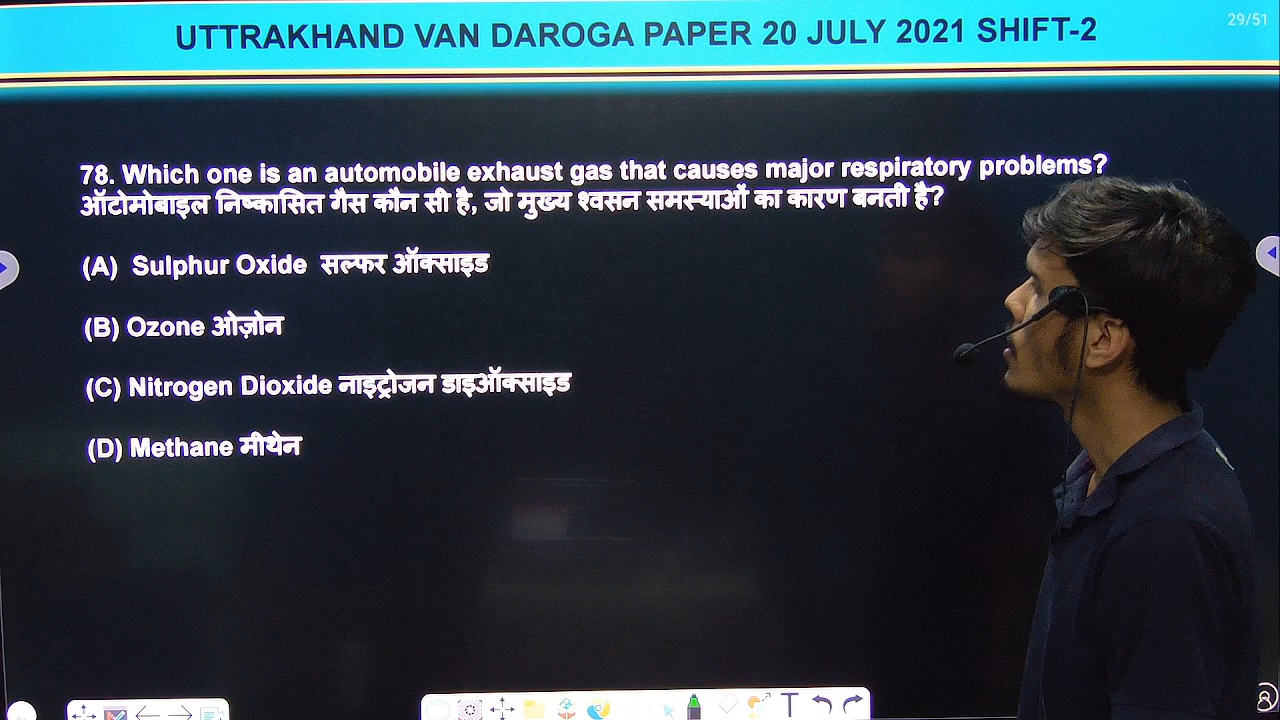 UTTRAKHAND VAN DAROGA PAPER 20 JULY 2021 SHIFT-2
29/51
78. Which one is an automobile exhaust gas that causes major respiratory problems?
ऑटोमोबाइल निष्कासित गैस कौन सी है, जो मुख्य श्वसन समस्याओं का कारण बनती है?
(A) Sulphur Oxide सल्फर ऑक्साइड
(B) Ozone ओज़ोन
(C) Nitrogen Dioxide नाइट्रोजन डाइऑक्साइड
(D) Methane मीथेन